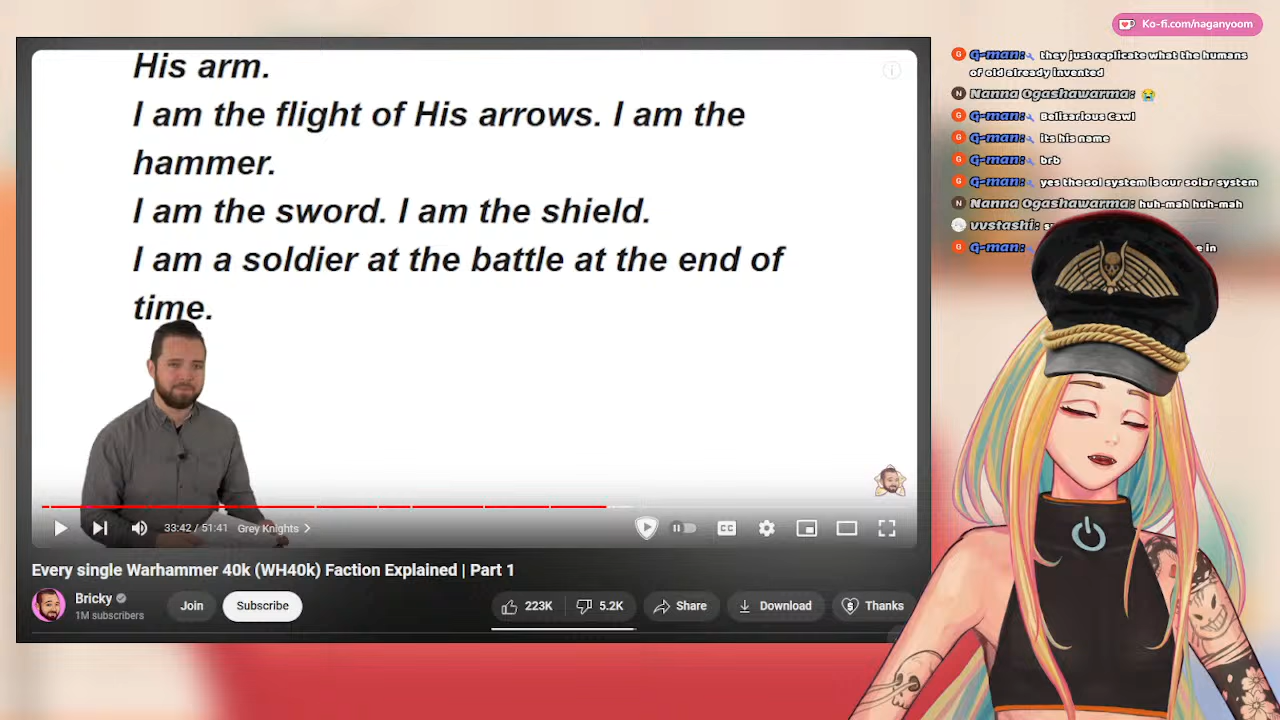 Ko-fi.com/naganyoom
His arm.
I am the flight of His arrows. I am the
hammer.
I am the sword. I am the shield.
I am a soldier at the battle at the end of
time.
33:42 / 51:41 Grey Knights
CC
Every single Warhammer 40k (WH40k) Faction Explained | Part 1
Bricky
1M subscribers
Join
Subscribe
223K
5.2K
Share
Download
Thanks
G-man: they just replicate what the humans
of old already invented
Nanna Ogashawarma:
G-man: Belisarious Cawl
G-man: its his name
G-man: brb
G-man: yes the sol system is our solar system
Nanna Ogashawarma: huh-mah huh-mah
vvstashi:
G-man: e in